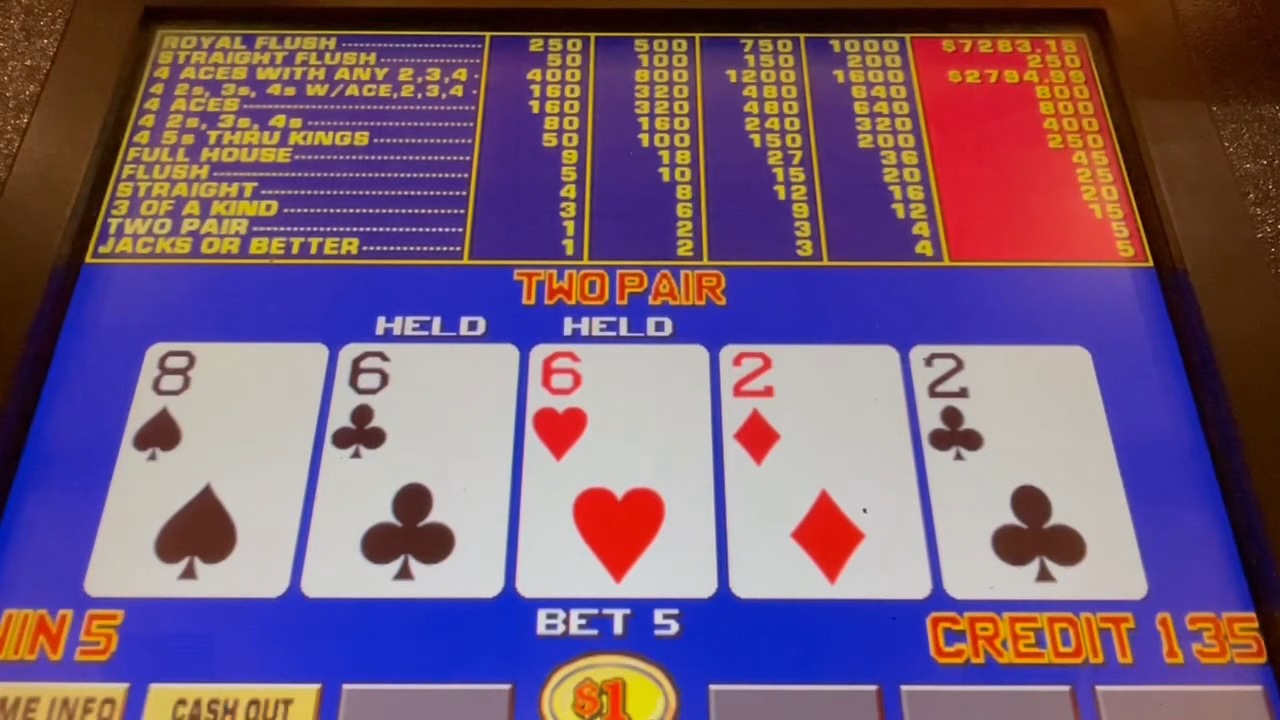 ROYAL FLUSH 250 500 750 1000 $7263.18
STRAIGHT FLUSH 50 100 150 200 250
4 ACES WITH ANY 2,3,4 400 800 1200 1600 $2794.99
4 2s, 3s, 4s W/ACE,2,3,4 160 320 480 640 800
4 ACES 160 320 480 640 800
4 2s, 3s, 4s 80 160 240 320 400
4 5s THRU KINGS 50 100 150 200 250
FULL HOUSE 9 18 27 36 45
FLUSH 5 10 15 20 25
STRAIGHT 4 8 12 16 20
3 OF A KIND 3 6 9 12 15
TWO PAIR 1 2 3 4 5
JACKS OR BETTER 1 2 3 4 5
TWO PAIR
HELD HELD
8 6 6 2 2
WIN 5 BET 5 CREDIT 135
ME INFO CASH OUT $1